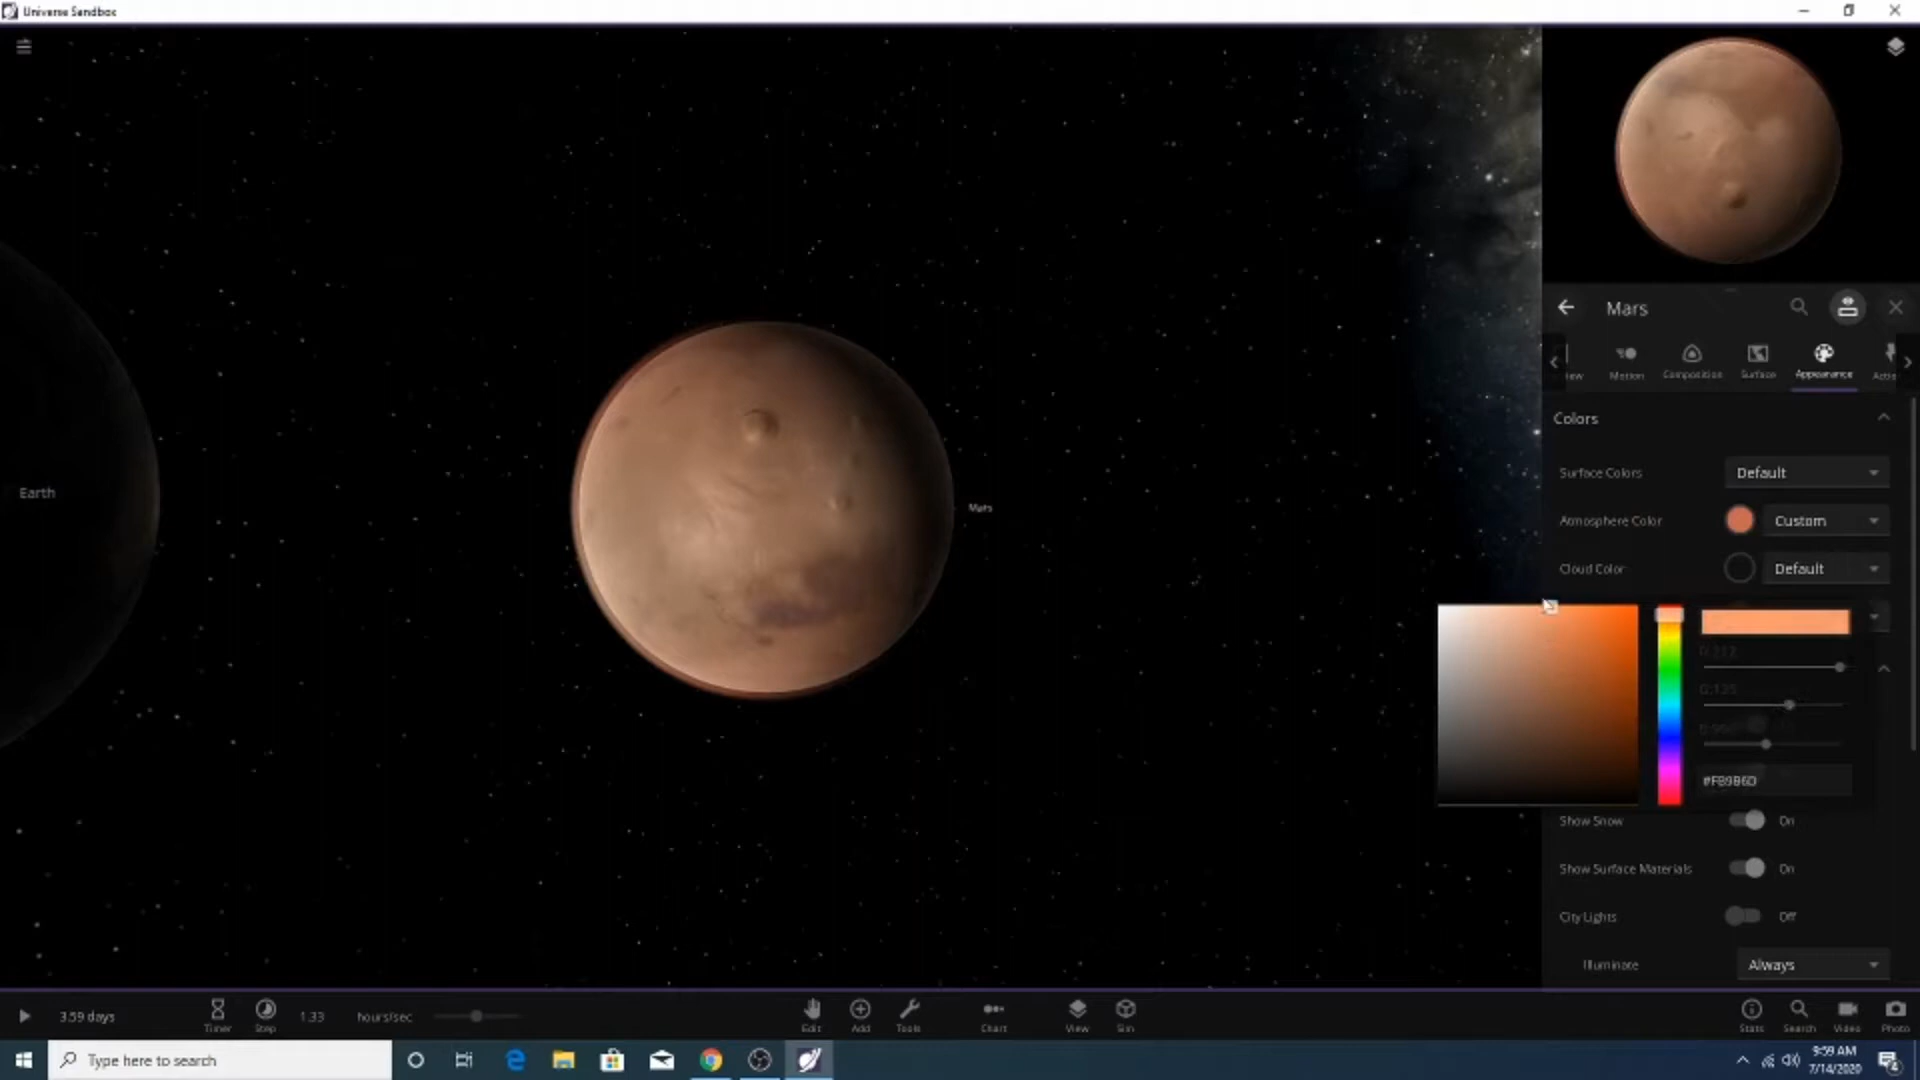 Universe Sandbox
Earth
Mars
Mars
Motion
Composition
Surface
Appearance
Colors
Surface Colors
Default
Atmosphere Color
Custom
Cloud Color
Default
Show Snow
On
Show Surface Materials
On
City Lights
Off
Illuminate
Always
3.59 days
Timer
Step
1.33
hours/sec
Edit
Add
Tools
Chart
View
Sim
Stats
Search
Video
Photo
Type here to search
9:59 AM
7/14/2020